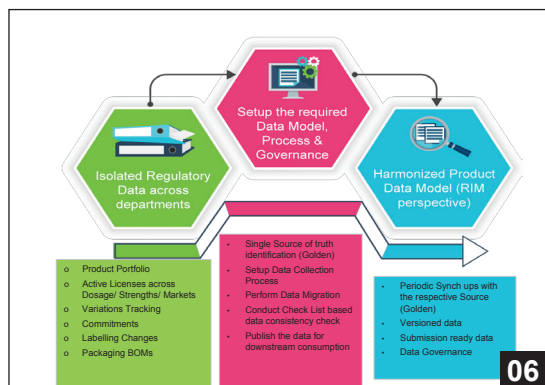 Isolated Regulatory
Data across
departments
Setup the required
Data Model,
Process &
Governance
Harmonized Product
Data Model (RIM
perspective)
o Product Portfolio
o Active Licenses across
Dosage/ Strengths/ Markets
o Variations Tracking
o Commitments
o Labelling Changes
o Packaging BOMs
• Single Source of truth
identification (Golden)
• Setup Data Collection
Process
• Perform Data Migration
• Conduct Check List based
data consistency check
• Publish the data for
downstream consumption
• Periodic Synch ups with
the respective Source
(Golden)
• Versioned data
• Submission ready data
• Data Governance
06